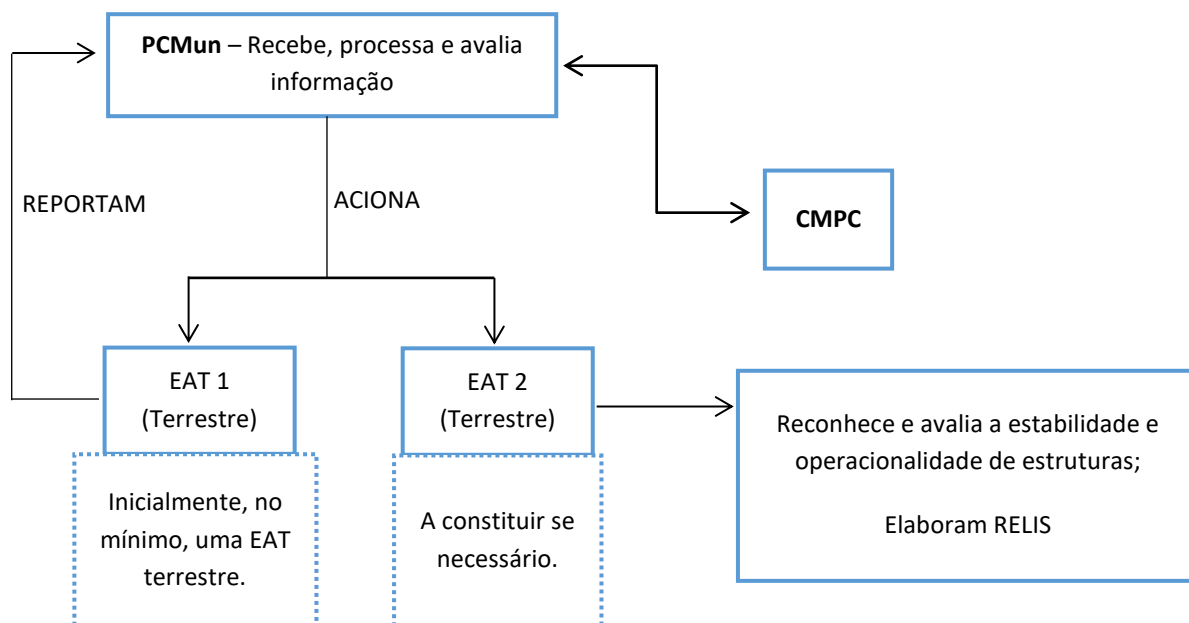 PCMun – Recebe, processa e avalia
informação
REPORTAM
ACIONA
CMPC
EAT 1
(Terrestre)
EAT 2
(Terrestre)
Reconhece e avalia a estabilidade e
operacionalidade de estruturas;
Elaboram RELIS
Inicialmente, no
mínimo, uma EAT
terrestre.
A constituir se
necessário.